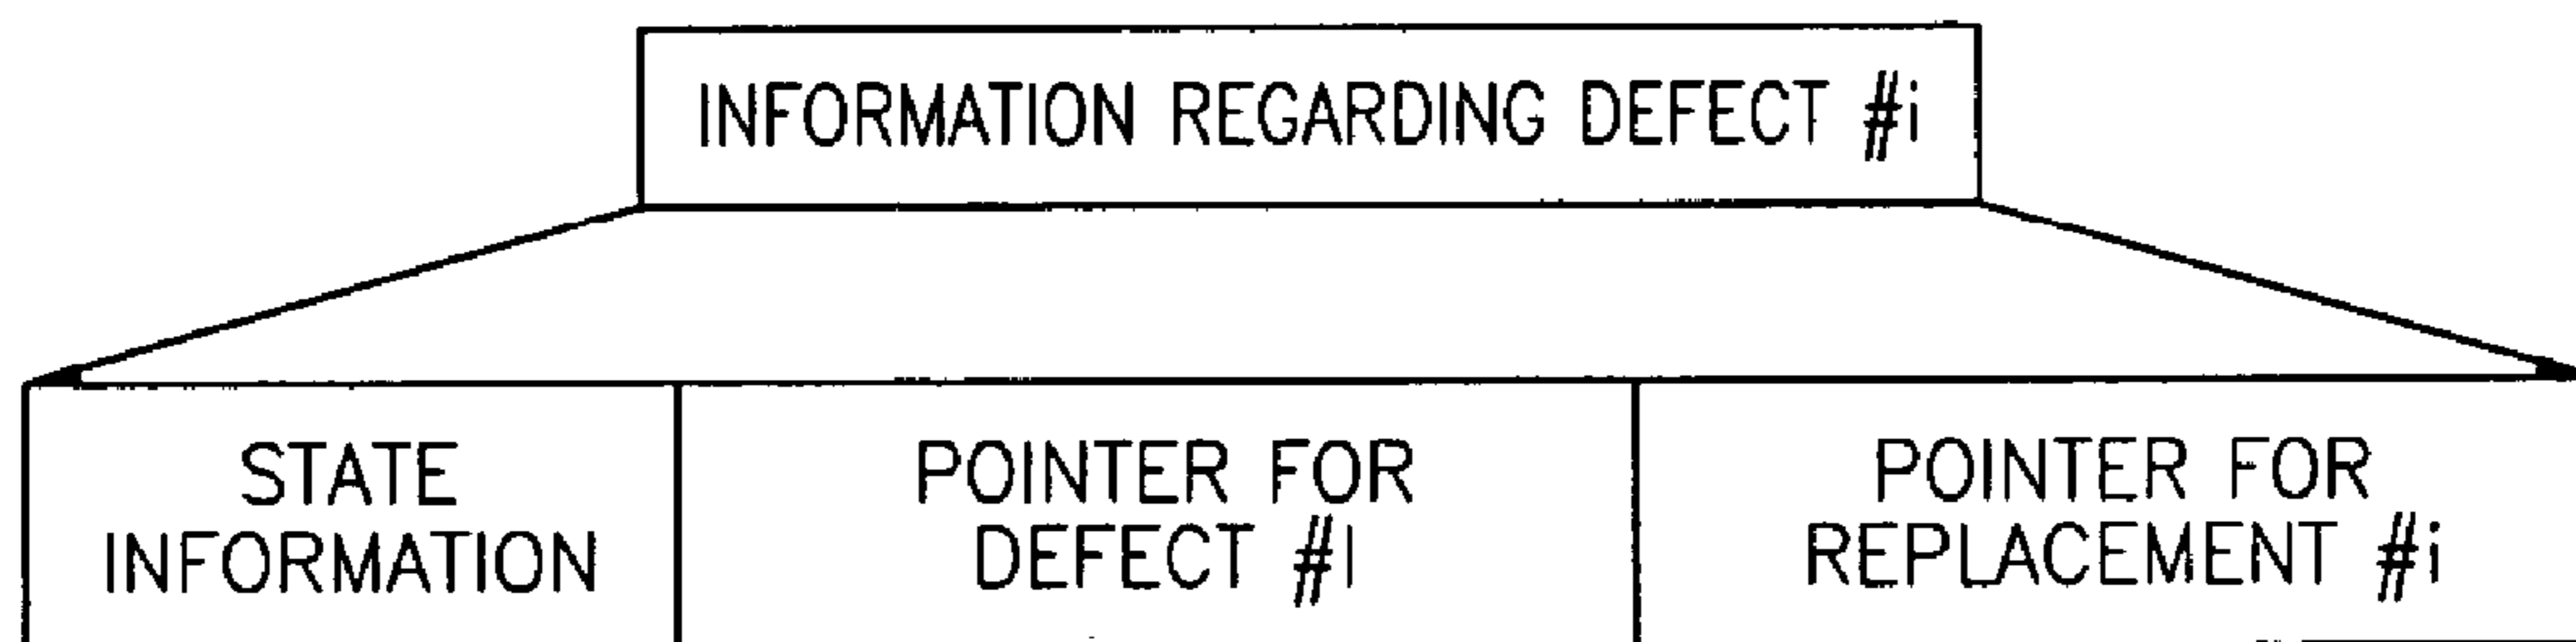 INFORMATION REGARDING DEFECT #i
STATE
INFORMATION
POINTER FOR
DEFECT #I
POINTER FOR
REPLACEMENT #i